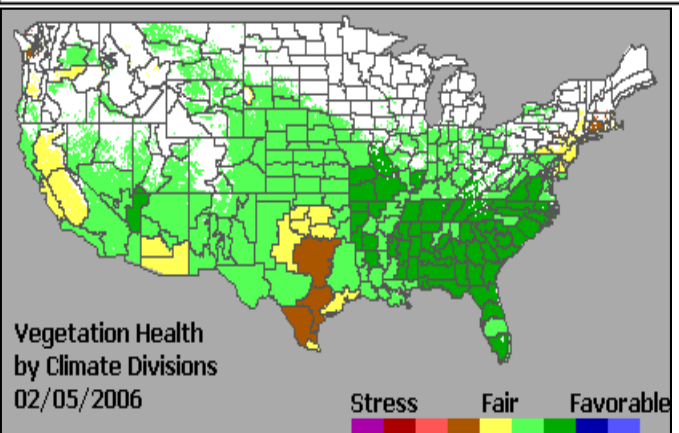 Vegetation Health
by Climate Divisions
02/05/2006
Stress Fair Favorable